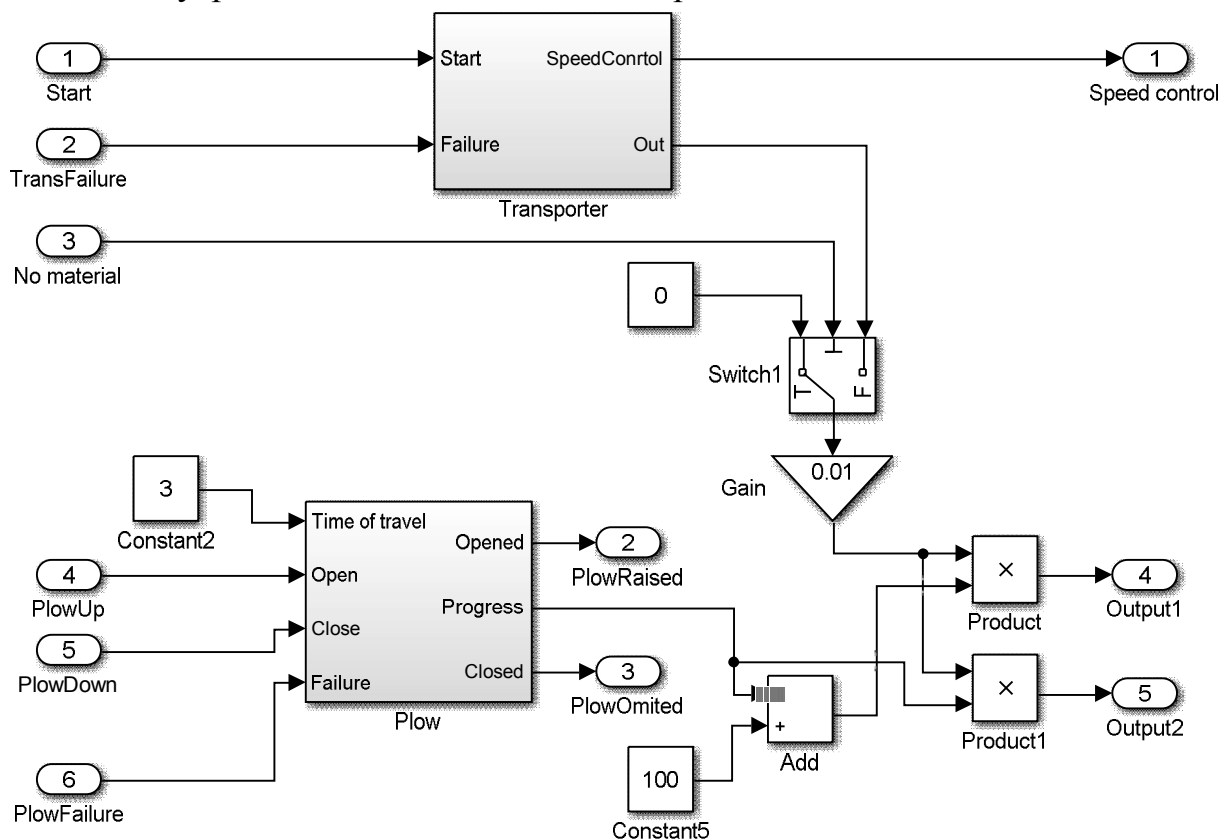 1
Start
2
TransFailure
3
No material
Start
Failure
SpeedConrtol
Out
Transporter
1
Speed control
0
Switch1
T
F
Gain
0.01
3
Constant2
4
PlowUp
5
PlowDown
6
PlowFailure
Time of travel
Open
Close
Failure
Opened
Progress
Closed
Plow
2
PlowRaised
3
PlowOmited
+
Add
100
Constant5
×
Product
×
Product1
4
Output1
5
Output2